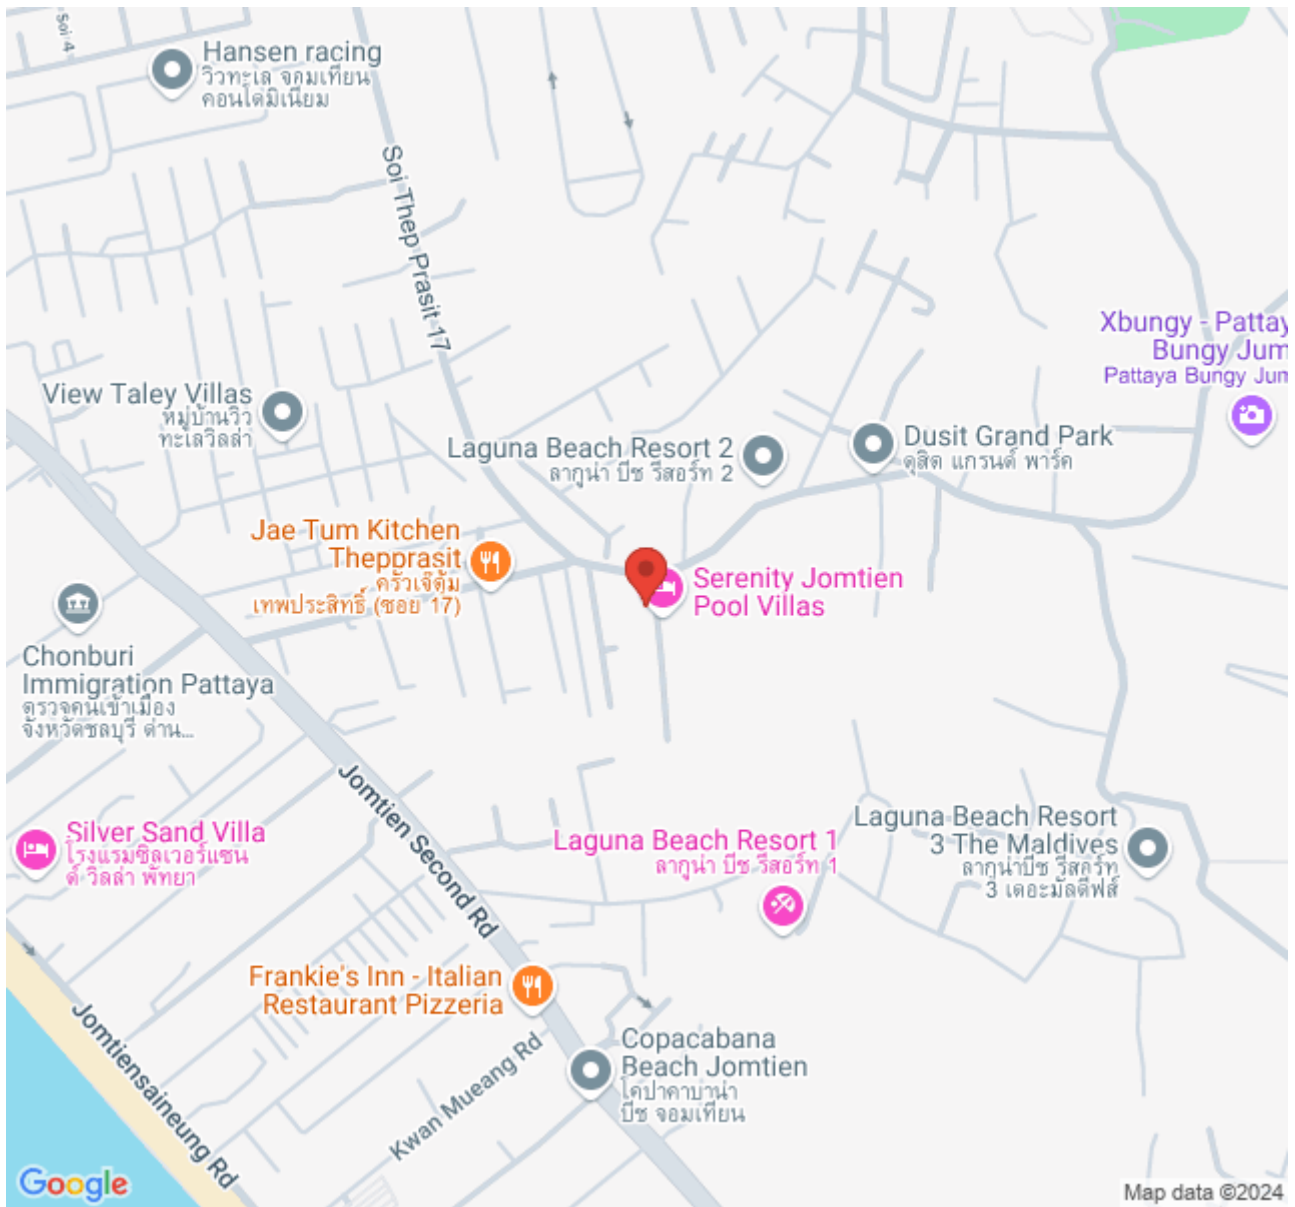 Soi 4
Hansen racing
วิวทะเล จอมเทียน
คอนโดมิเนียม
Soi Thep Prasit 17
Xbungy - Pattay
Bungy Jum
Pattaya Bungy Jum
View Taley Villas
หมู่บ้านวิว
ทะเลวิลล่า
Laguna Beach Resort 2
ลากูน่า บีช รีสอร์ท 2
Dusit Grand Park
ดุสิต แกรนด์ พาร์ค
Jae Tum Kitchen
Thepprasit
ครัวเจ๊ตุ้ม
เทพประสิทธิ์ (ซอย 17)
Serenity Jomtien
Pool Villas
Chonburi
Immigration Pattaya
ตรวจคนเข้าเมือง
จังหวัดชลบุรี ด่าน...
Jomtien Second Rd
Silver Sand Villa
โรงแรมซิลเวอร์แซน
ด์ วิลล่า พัทยา
Laguna Beach Resort 1
ลากูน่า บีช รีสอร์ท 1
Laguna Beach Resort
3 The Maldives
ลากูน่าบีช รีสอร์ท
3 เดอะมัลดีฟส์
Frankie's Inn - Italian
Restaurant Pizzeria
Jomtiensaineung Rd
Kwan Mueang Rd
Copacabana
Beach Jomtien
โคปาคาบาน่า
บีช จอมเทียน
Google
Map data ©2024